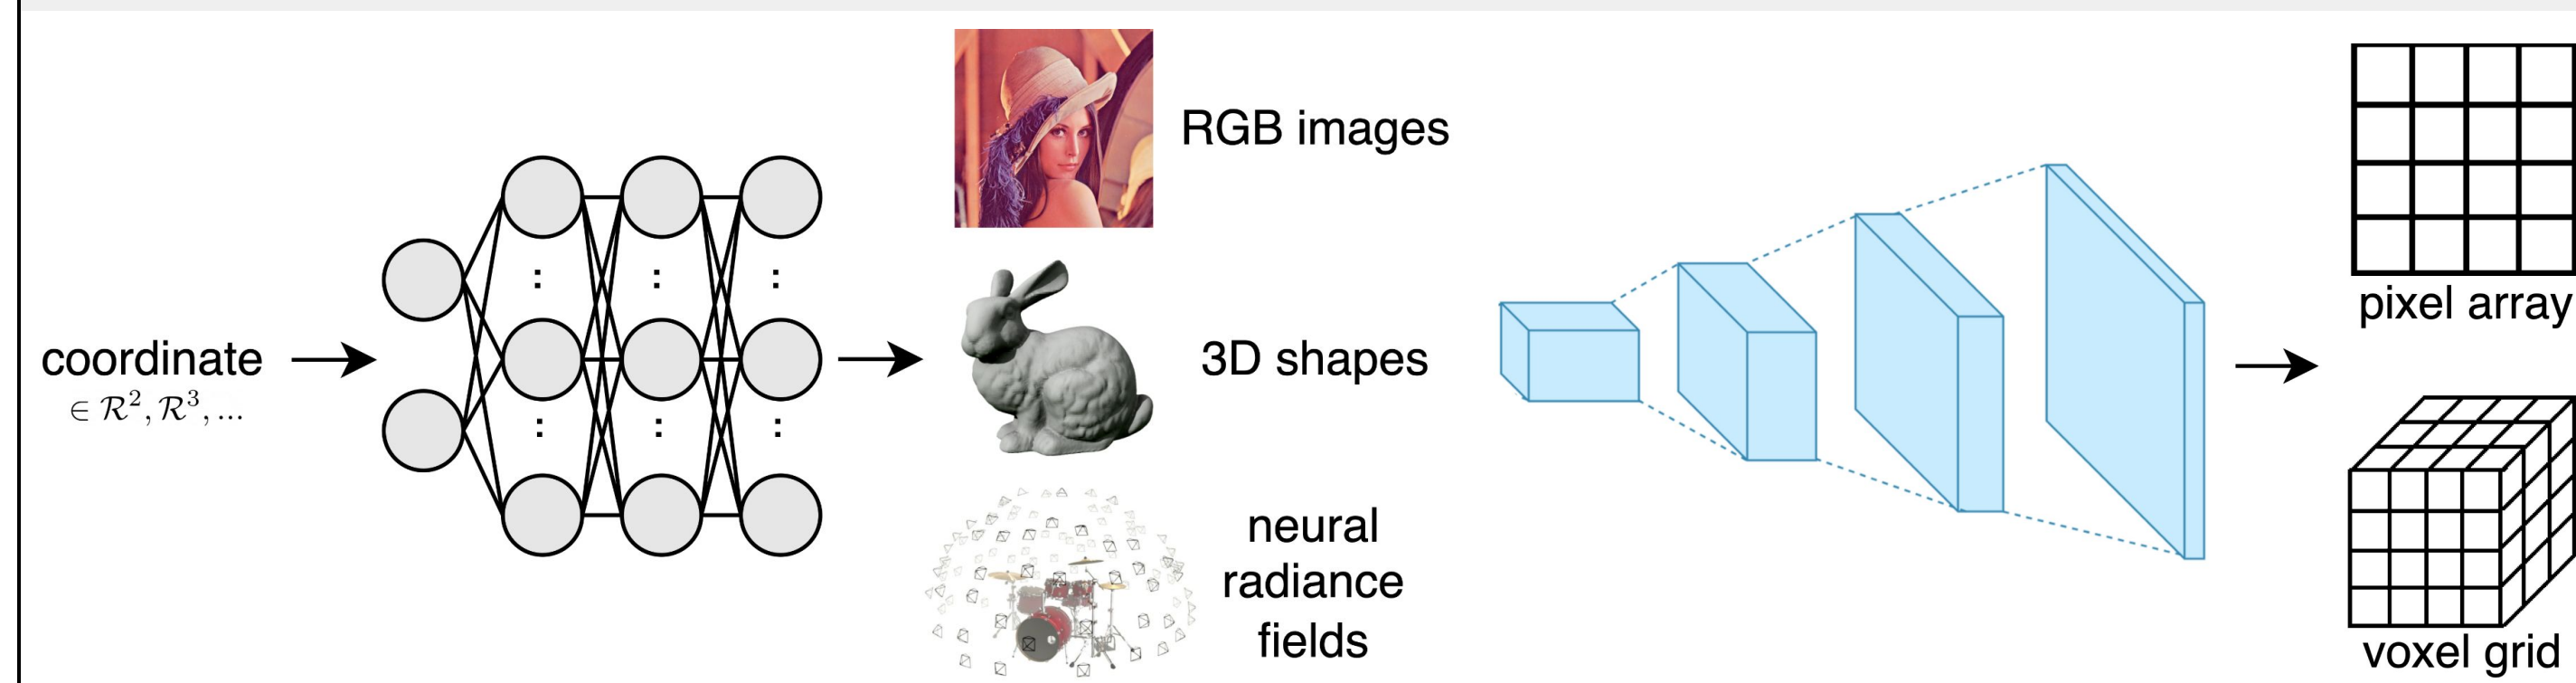 coordinate
∈ R², R³, ...
RGB images
3D shapes
neural
radiance
fields
pixel array
voxel grid